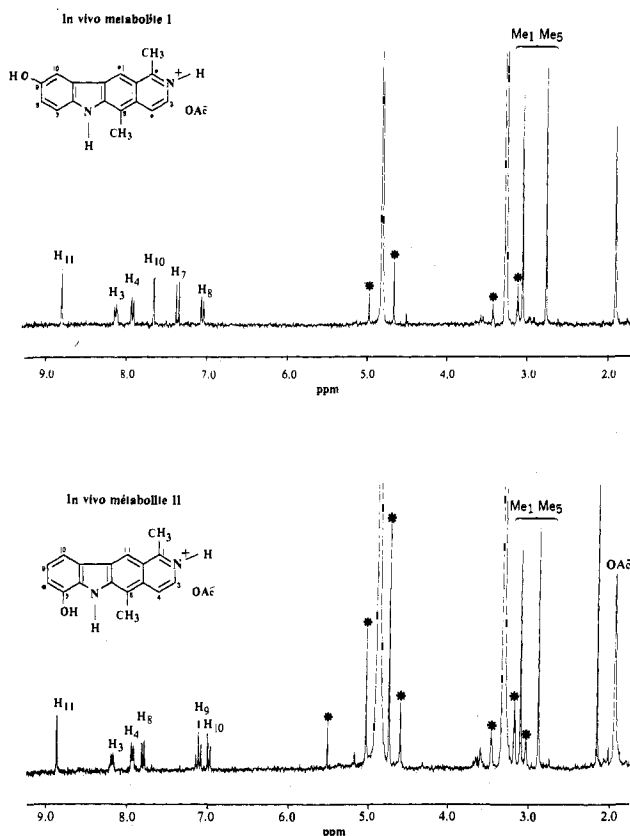 In vivo metabolite I
CH3
HO
N + H
OAc̄
N
CH3
H
Me1 Me5
H11
H3
H4
H10
H7
H8
9.0 8.0 7.0 6.0 5.0 4.0 3.0 2.0
ppm
In vivo métabolite II
CH3
N + H
OAc̄
OH
N
CH3
H
Me1 Me5
OAc̄
H11
H3
H4
H8
H9
H10
9.0 8.0 7.0 6.0 5.0 4.0 3.0 2.0
ppm